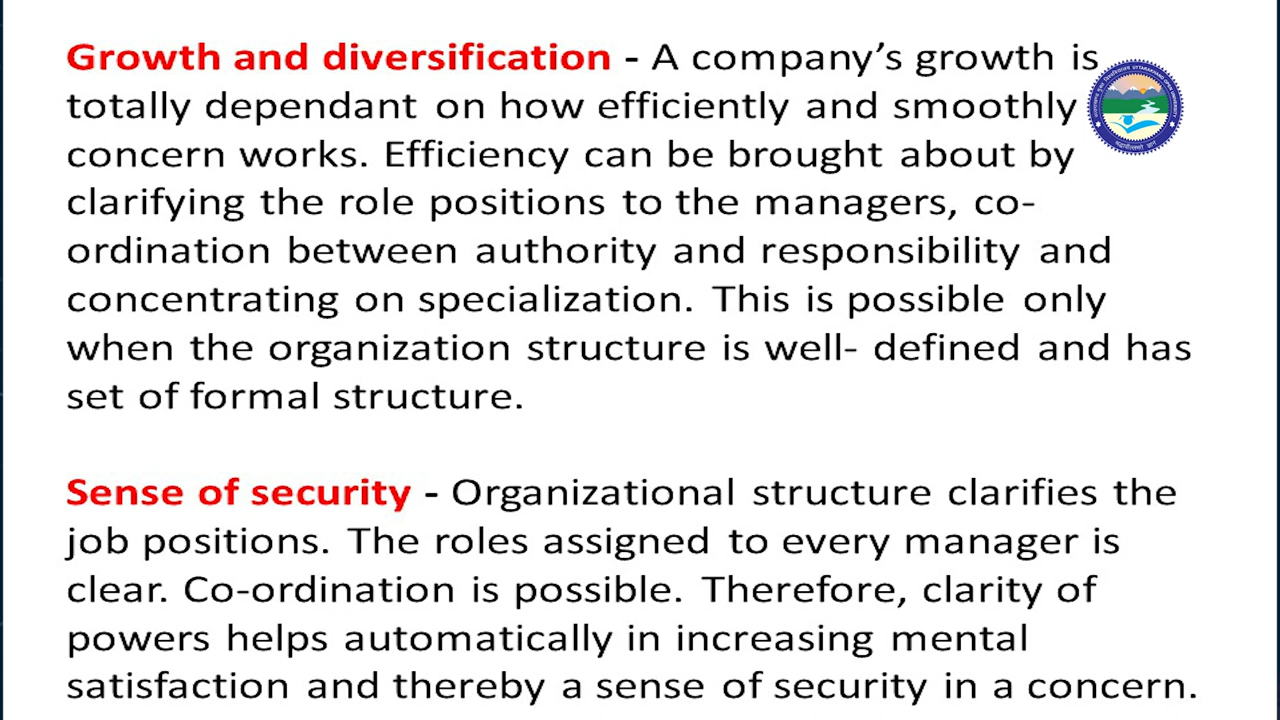 Growth and diversification - A company’s growth is
totally dependant on how efficiently and smoothly
concern works. Efficiency can be brought about by
clarifying the role positions to the managers, co-
ordination between authority and responsibility and
concentrating on specialization. This is possible only
when the organization structure is well- defined and has
set of formal structure.
Sense of security - Organizational structure clarifies the
job positions. The roles assigned to every manager is
clear. Co-ordination is possible. Therefore, clarity of
powers helps automatically in increasing mental
satisfaction and thereby a sense of security in a concern.